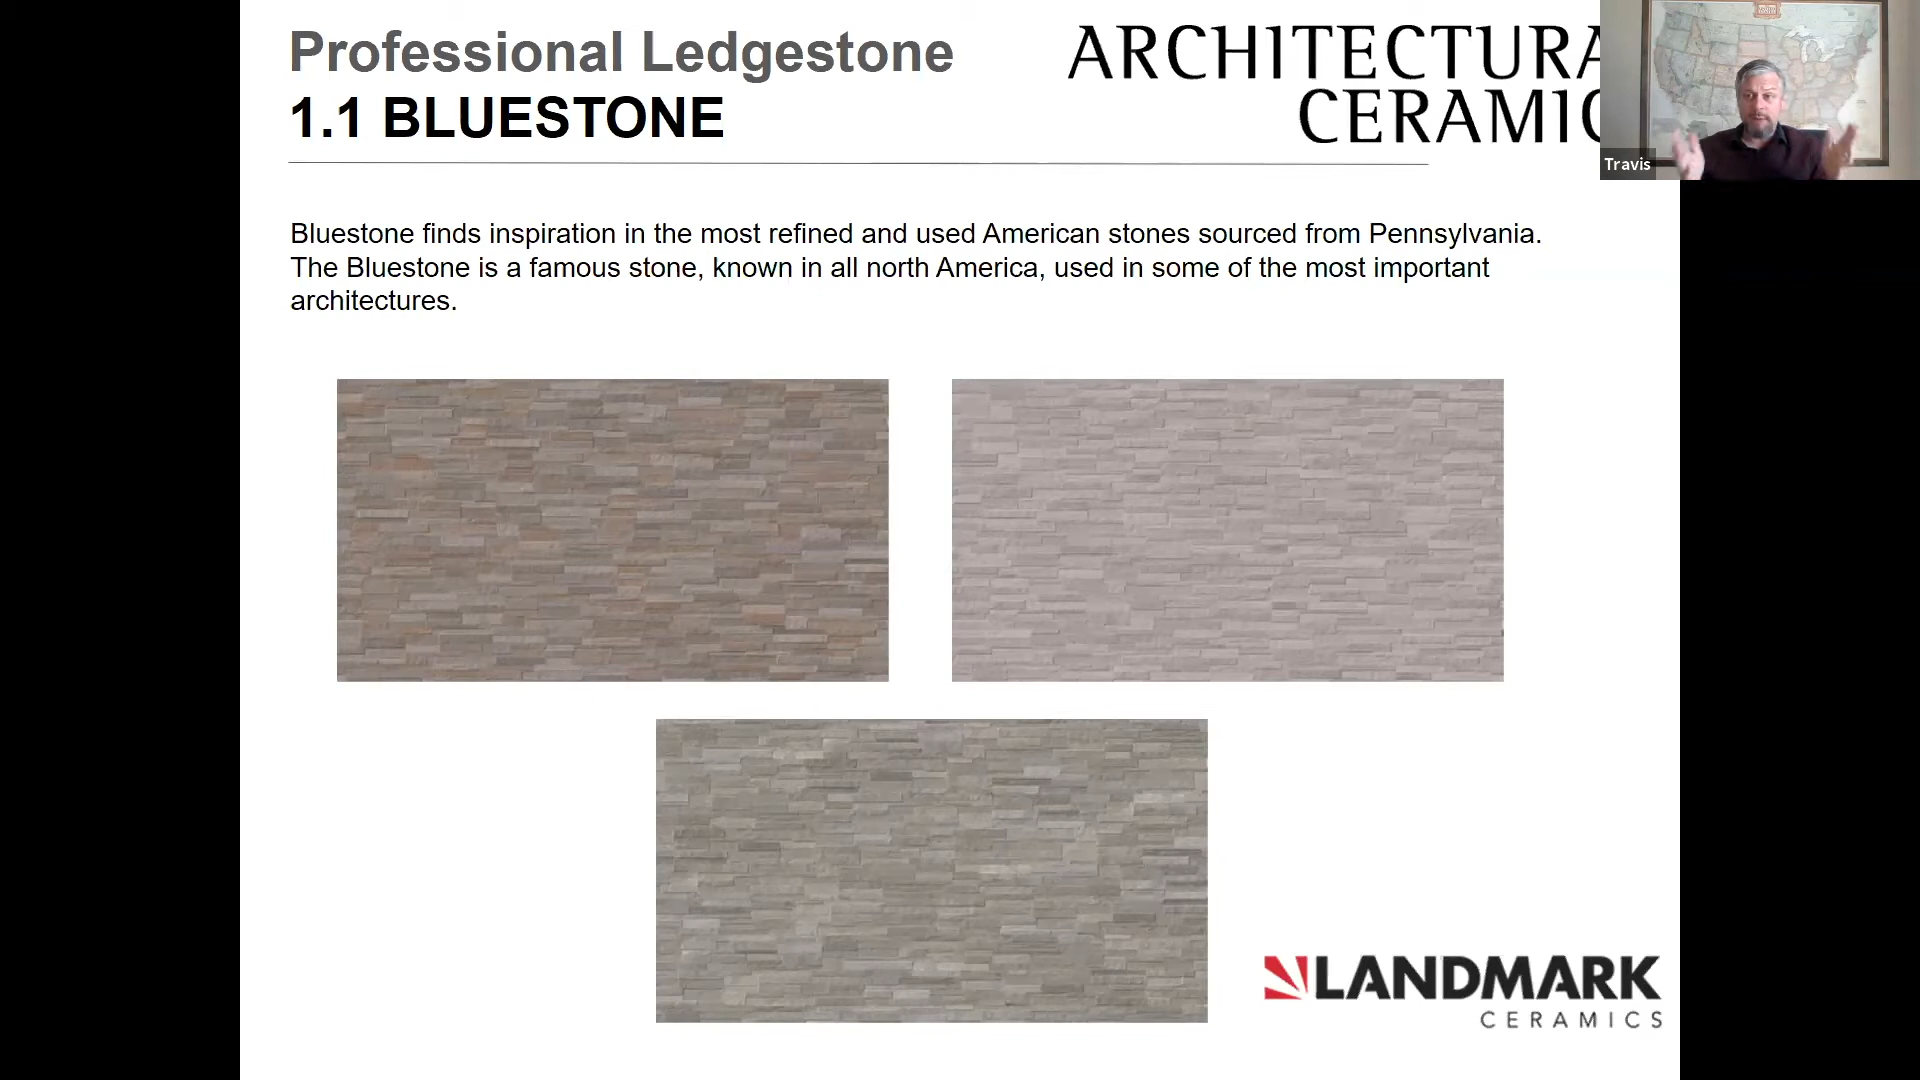 Professional Ledgestone
1.1 BLUESTONE
ARCHITECTURA
CERAMIC
Travis
Bluestone finds inspiration in the most refined and used American stones sourced from Pennsylvania.
The Bluestone is a famous stone, known in all north America, used in some of the most important
architectures.
LANDMARK
CERAMICS